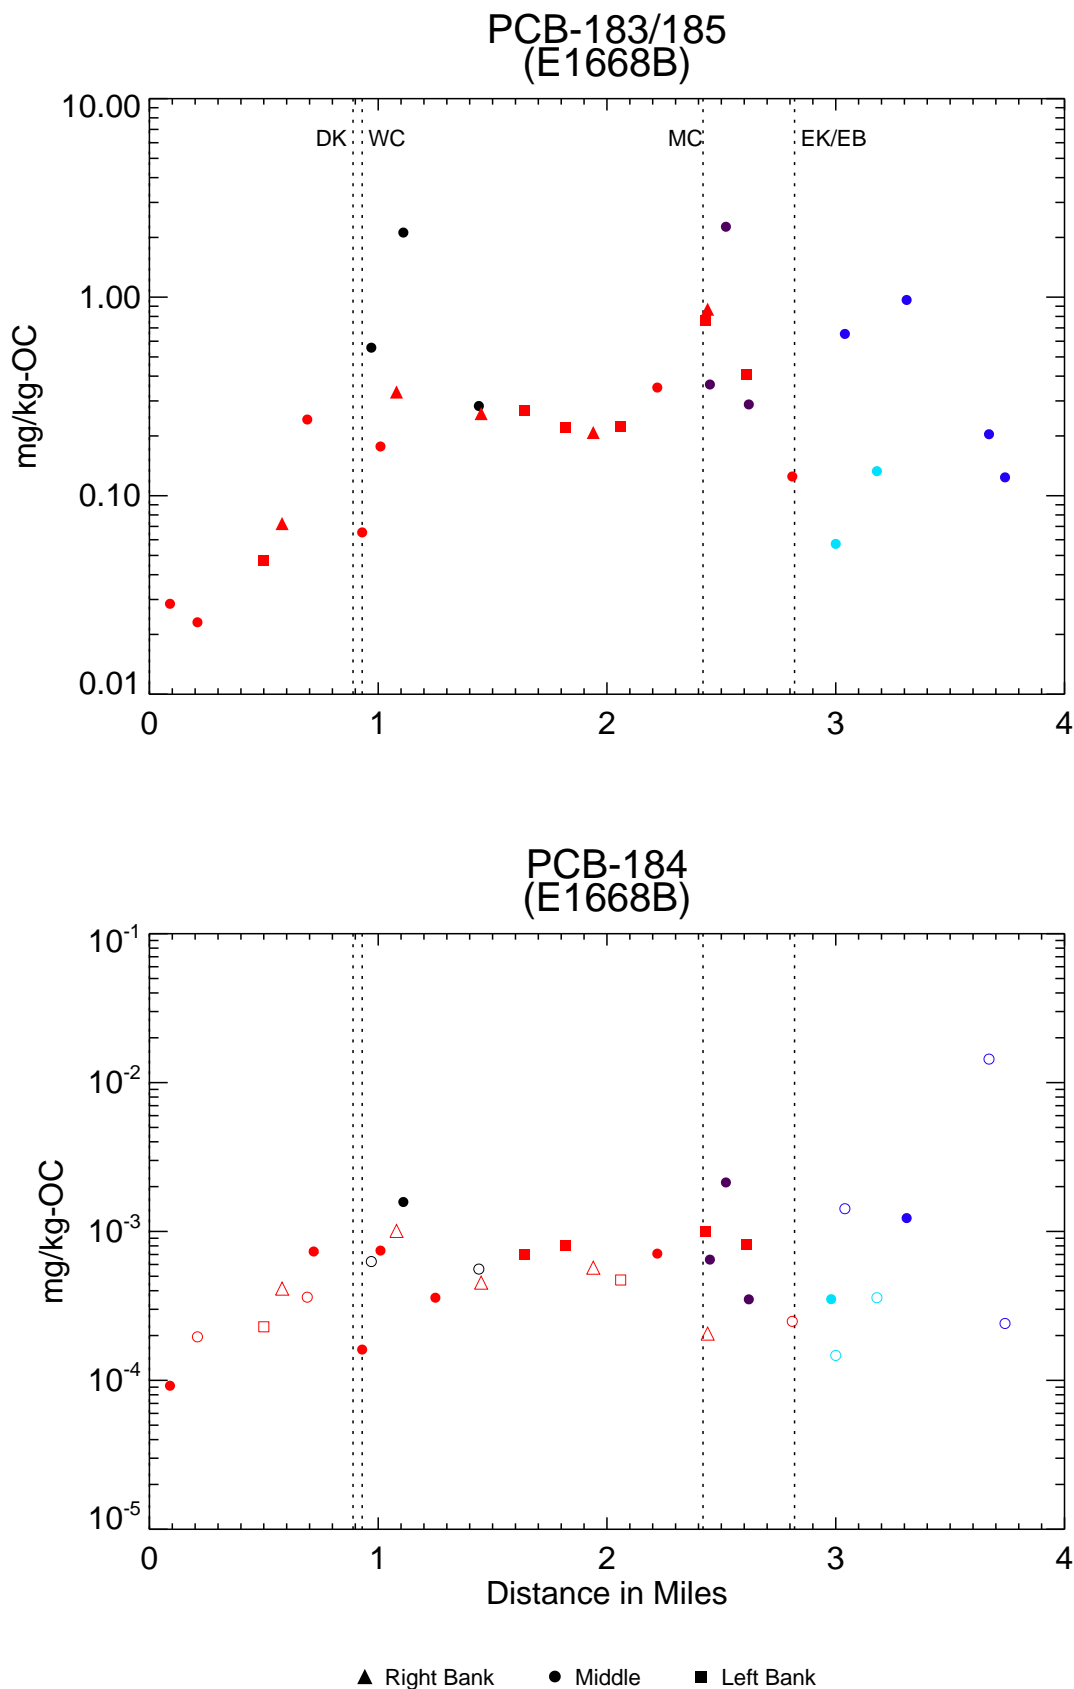 PCB-183/185
(E1668B)
10.00
DK WC MC EK/EB
1.00
mg/kg-OC
0.10
0.01
0 1 2 3 4
PCB-184
(E1668B)
10-1
10-2
mg/kg-OC
10-3
10-4
10-5
0 1 2 3 4
Distance in Miles
Right Bank Middle Left Bank